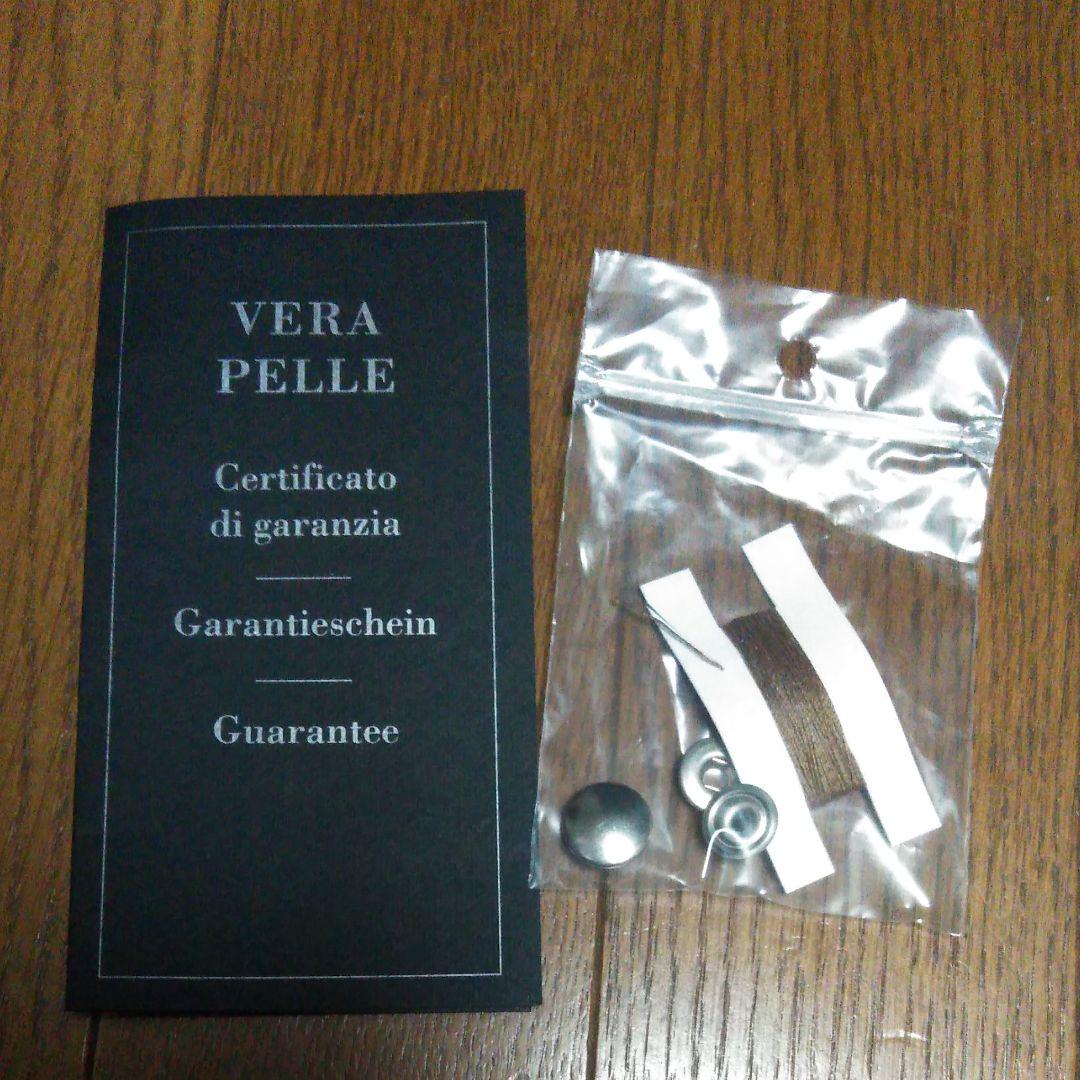 VERA
PELLE
Certificato
di garanzia
Garantieschein
Guarantee